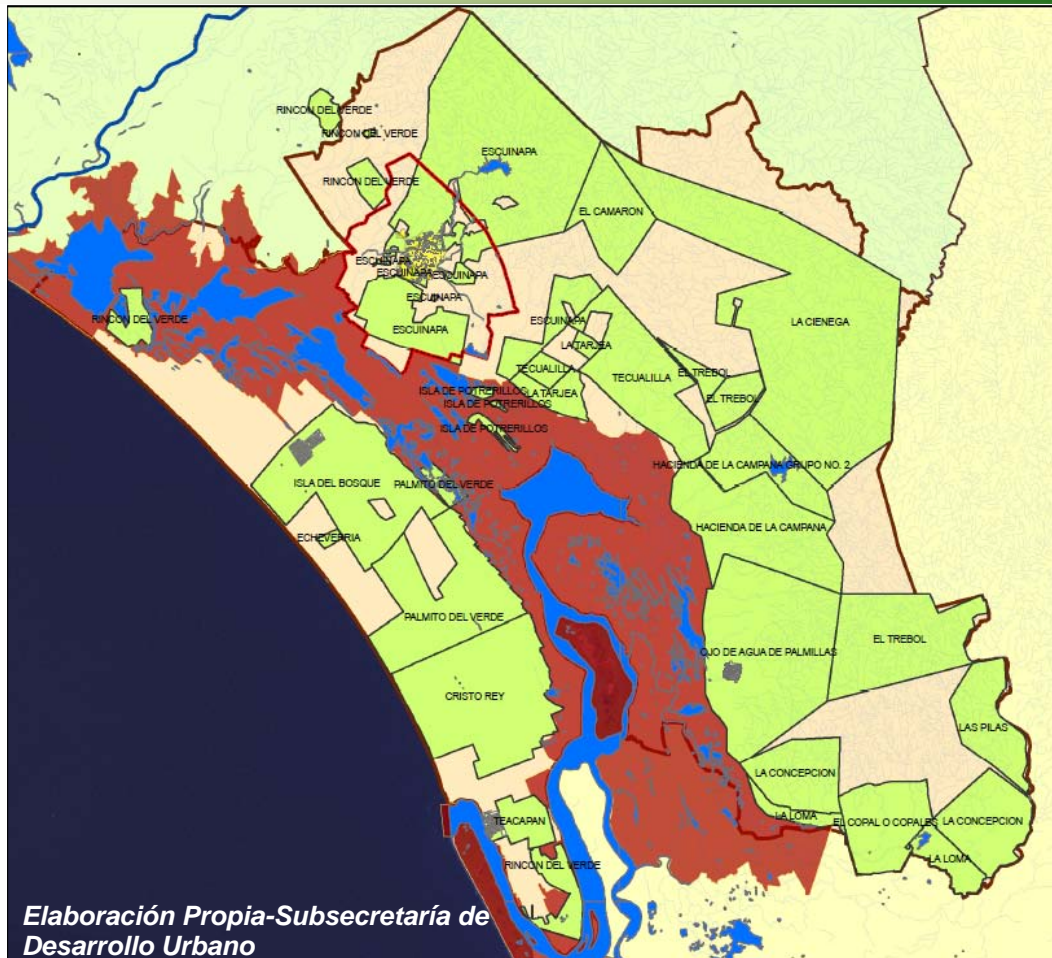 RINCON DEL VERDE
RINCON DEL VERDE
ESCUINAPA
RINCON DEL VERDE
EL CAMARON
ESCUINAPA
ESCUINAPA
ESCUINAPA
ESCUINAPA
LA CIENEGA
RINCON DEL VERDE
ESCUINAPA
ESCUINAPA
LA TARJEA
TECUALILLA
EL TREBOL
TECUALILLA
ISLA DE POTRERILLOS
LA TARJEA
EL TREBOL
ISLA DE POTRERILLOS
ISLA DE POTRERILLOS
HACIENDA DE LA CAMPANA GRUPO NO. 2
ISLA DEL BOSQUE
PALMITO DEL VERDE
HACIENDA DE LA CAMPANA
ECHEVERRIA
PALMITO DEL VERDE
EL TREBOL
OJO DE AGUA DE PALMILLAS
CRISTO REY
LAS PILAS
LA CONCEPCION
LA LOMA
EL COPAL O COPALES
LA CONCEPCION
TEACAPAN
LA LOMA
RINCON DEL VERDE
Elaboración Propia-Subsecretaría de
Desarrollo Urbano